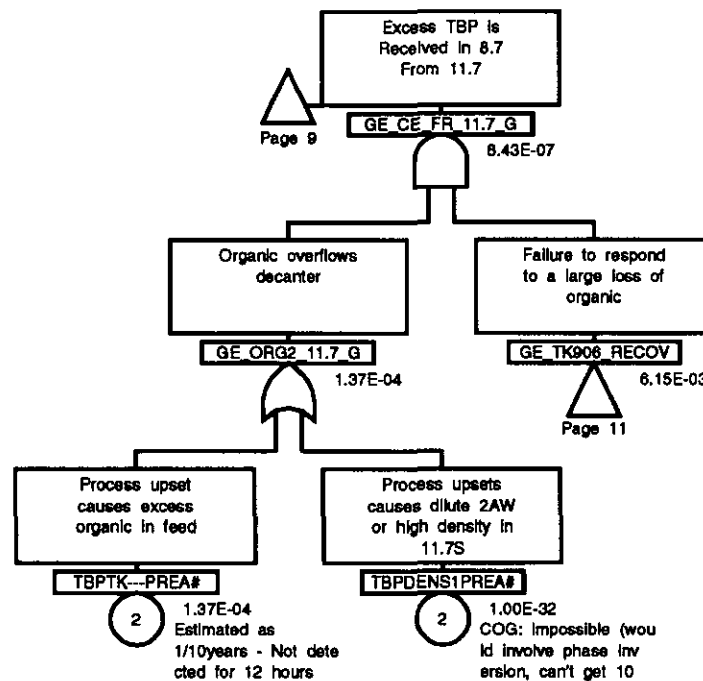 Excess TBP is
Received in 8.7
From 11.7
Page 9
GE_CE_FR_11.7_G
8.43E-07
Organic overflows
decanter
GE_ORG2_11.7_G
1.37E-04
Failure to respond
to a large loss of
organic
GE_TK906_RECOV
6.15E-03
Page 11
Process upset
causes excess
organic in feed
TBPTK---PREA#
2
1.37E-04
Estimated as
1/10years - Not dete
cted for 12 hours
Process upsets
causes dilute 2AW
or high density in
11.7S
TBPDENS1PREA#
2
1.00E-32
COG: Impossible (wou
ld involve phase inv
ersion, can't get 10